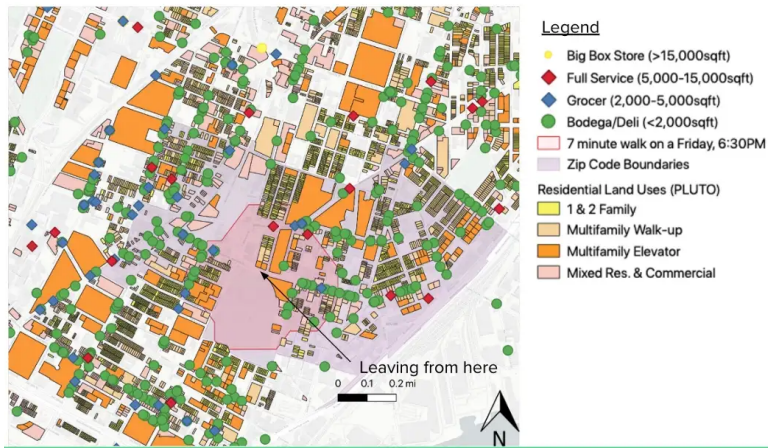 Legend
Big Box Store (>15,000sqft)
Full Service (5,000-15,000sqft)
Grocer (2,000-5,000sqft)
Bodega/Deli (<2,000sqft)
7 minute walk on a Friday, 6:30PM
Zip Code Boundaries
Residential Land Uses (PLUTO)
1 & 2 Family
Multifamily Walk-up
Multifamily Elevator
Mixed Res. & Commercial
Leaving from here
0 0.1 0.2 mi
N